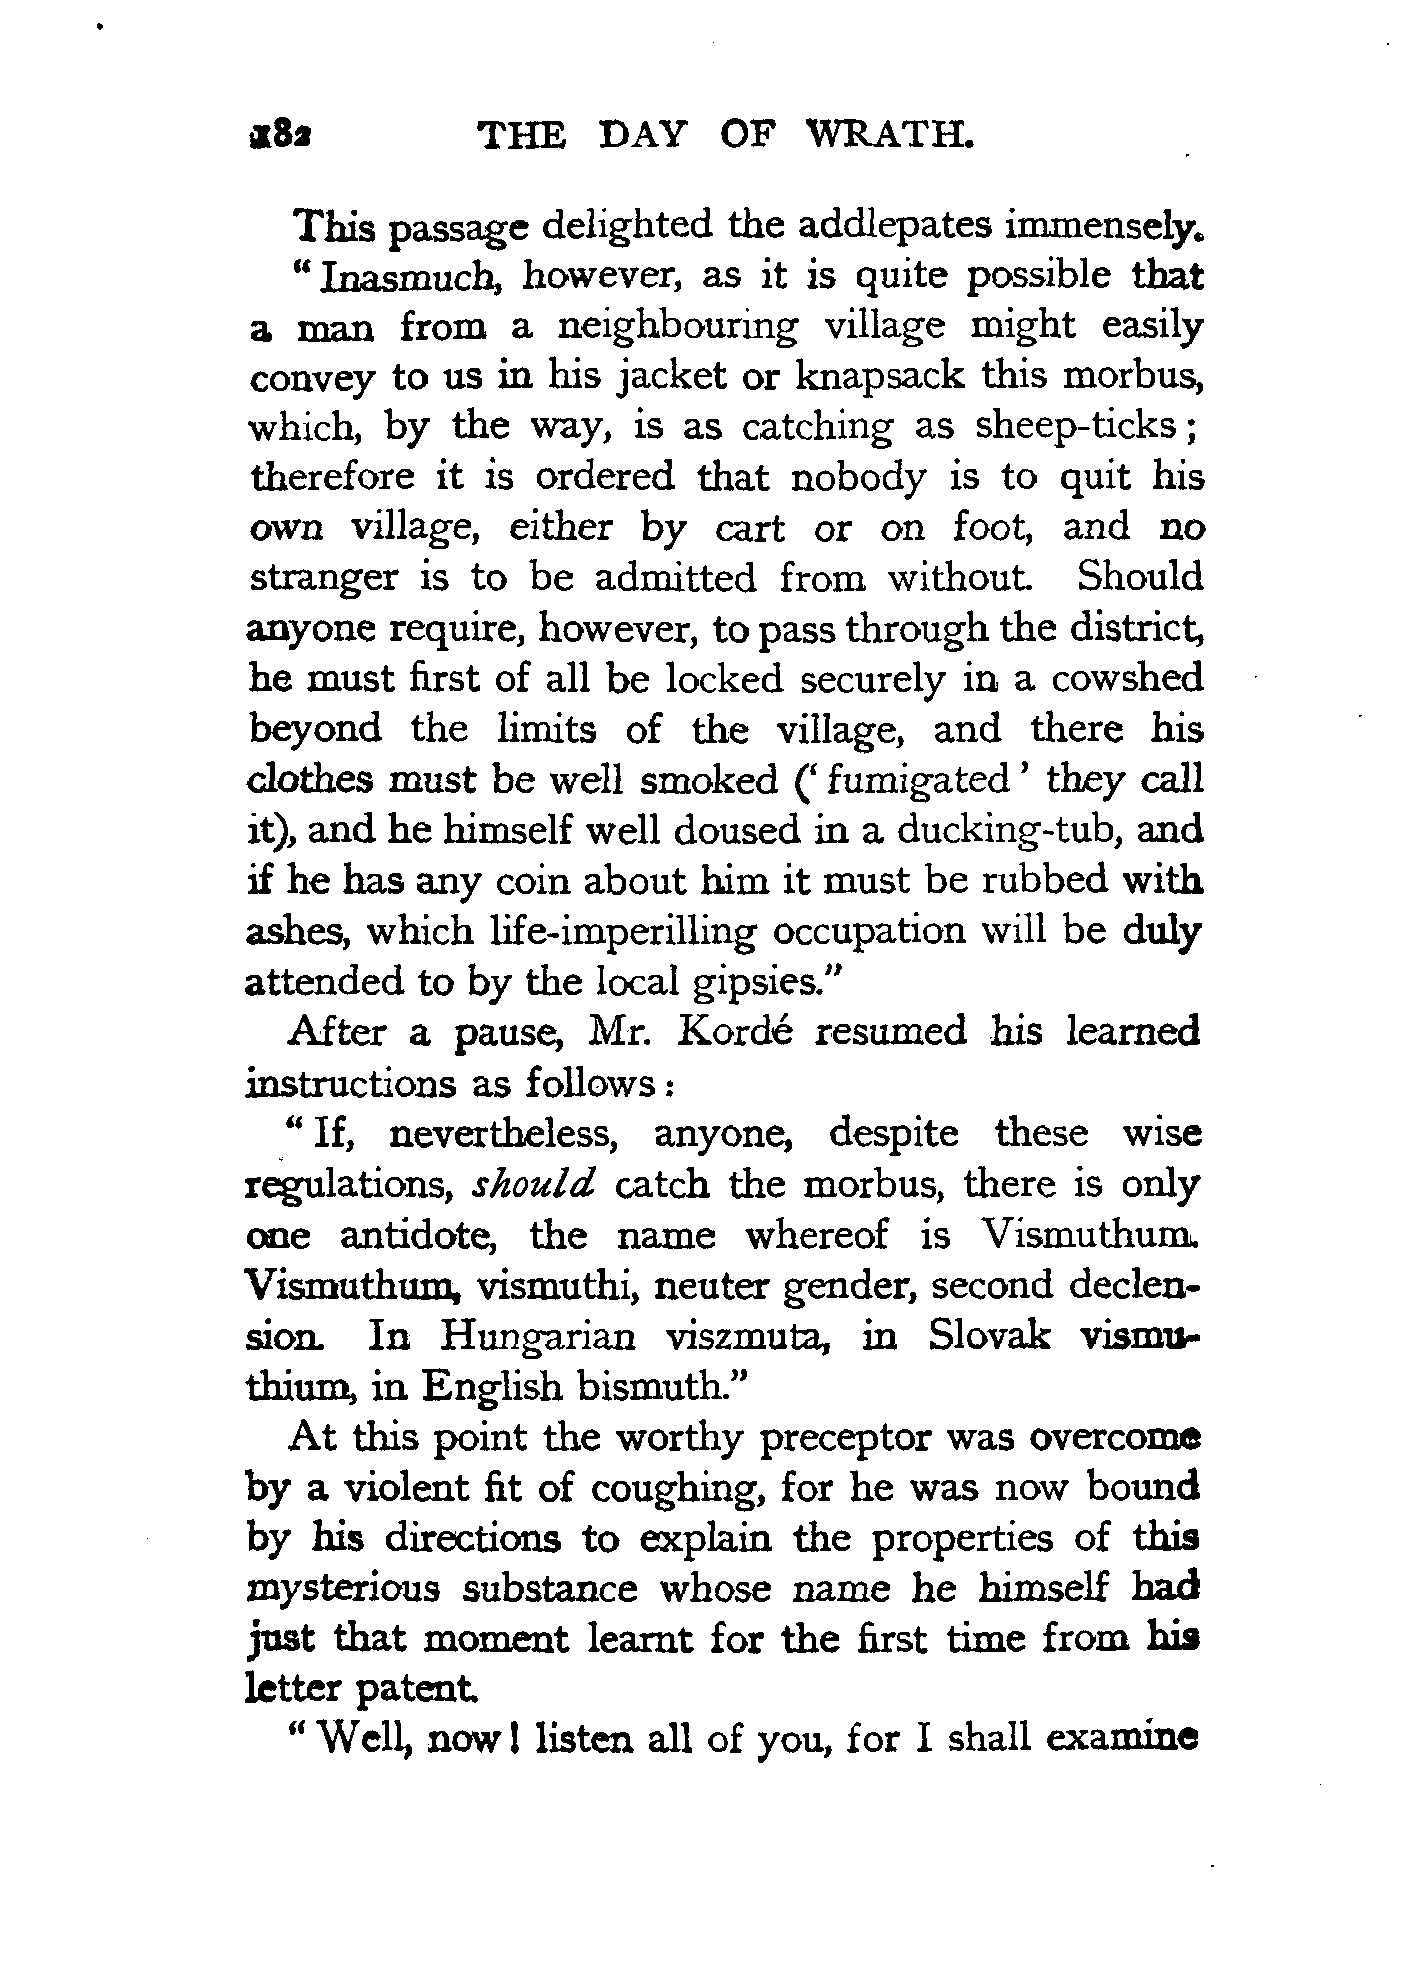 182 THE DAY OF WRATH.
This passage delighted the addlepates immensely.
“ Inasmuch, however, as it is quite possible that
a man from a neighbouring village might easily
convey to us in his jacket or knapsack this morbus,
which, by the way, is as catching as sheep-ticks ;
therefore it is ordered that nobody is to quit his
own village, either by cart or on foot, and no
stranger is to be admitted from without. Should
anyone require, however, to pass through the district,
he must first of all be locked securely in a cowshed
beyond the limits of the village, and there his
clothes must be well smoked (‘ fumigated ’ they call
it), and he himself well doused in a ducking-tub, and
if he has any coin about him it must be rubbed with
ashes, which life-imperilling occupation will be duly
attended to by the local gipsies.”
After a pause, Mr. Kordé resumed his learned
instructions as follows :
“ If, nevertheless, anyone, despite these wise
regulations, should catch the morbus, there is only
one antidote, the name whereof is Vismuthum.
Vismuthum, vismuthi, neuter gender, second declen-
sion. In Hungarian viszmuta, in Slovak vismu-
thium, in English bismuth.”
At this point the worthy preceptor was overcome
by a violent fit of coughing, for he was now bound
by his directions to explain the properties of this
mysterious substance whose name he himself had
just that moment learnt for the first time from his
letter patent.
“ Well, now ! listen all of you, for I shall examine